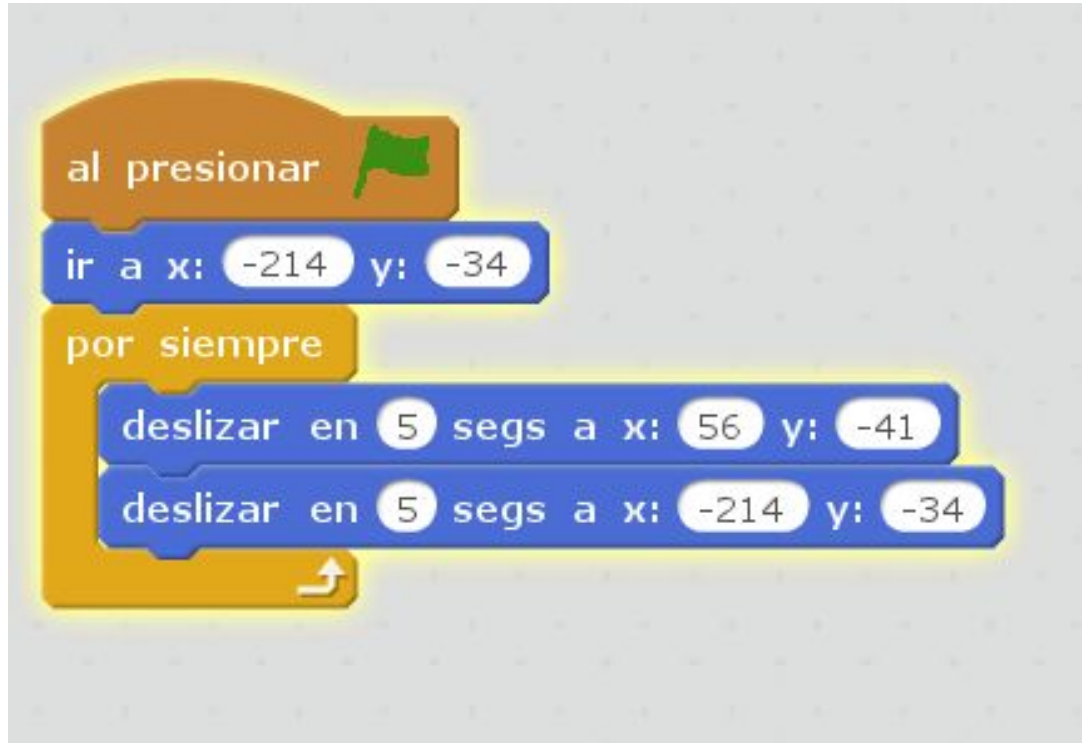 al presionar
ir a x: -214 y: -34
por siempre
deslizar en 5 segs a x: 56 y: -41
deslizar en 5 segs a x: -214 y: -34